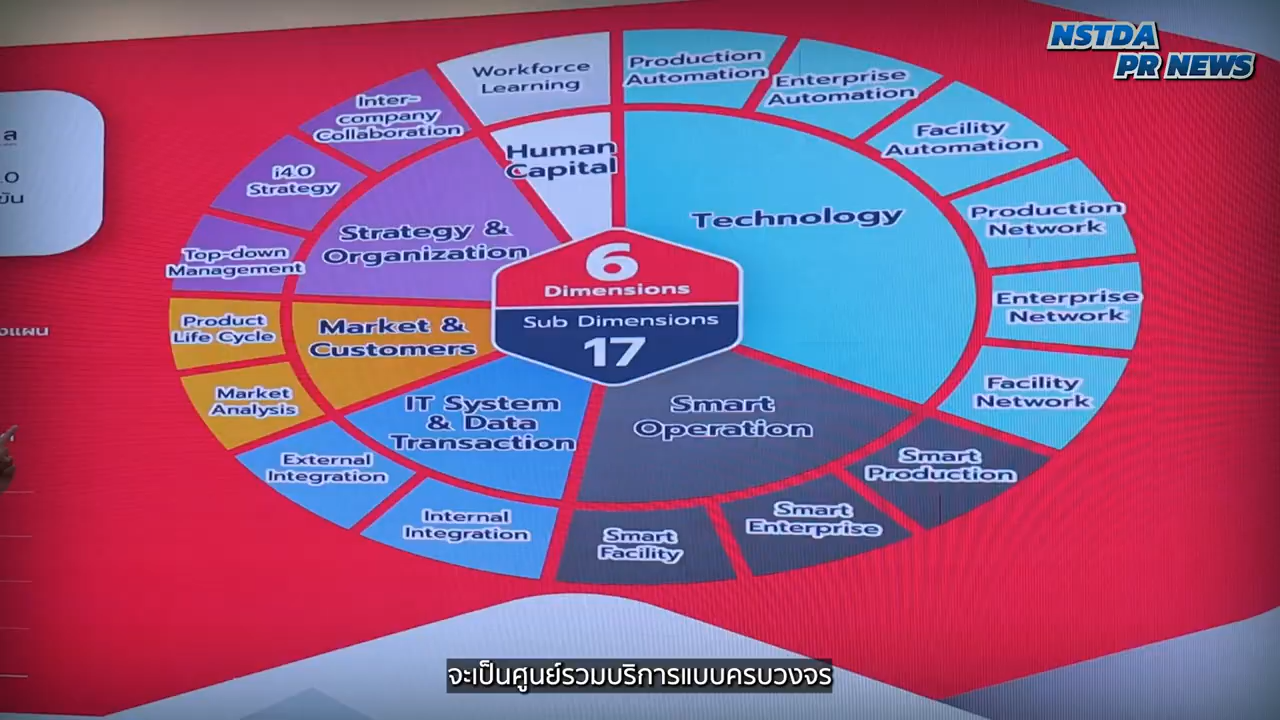 NSTDA
PR NEWS
Workforce
Learning
Production
Automation
Enterprise
Automation
Facility
Automation
Production
Network
Enterprise
Network
Facility
Network
Smart
Production
Smart
Enterprise
Smart
Facility
Internal
Integration
External
Integration
Market
Analysis
Product
Life Cycle
Top-down
Management
i4.0
Strategy
Inter-
company
Collaboration
Human
Capital
Technology
Smart
Operation
IT System
& Data
Transaction
Market &
Customers
Strategy &
Organization
6
Dimensions
Sub Dimensions
17
จะเป็นศูนย์รวมบริการแบบครบวงจร